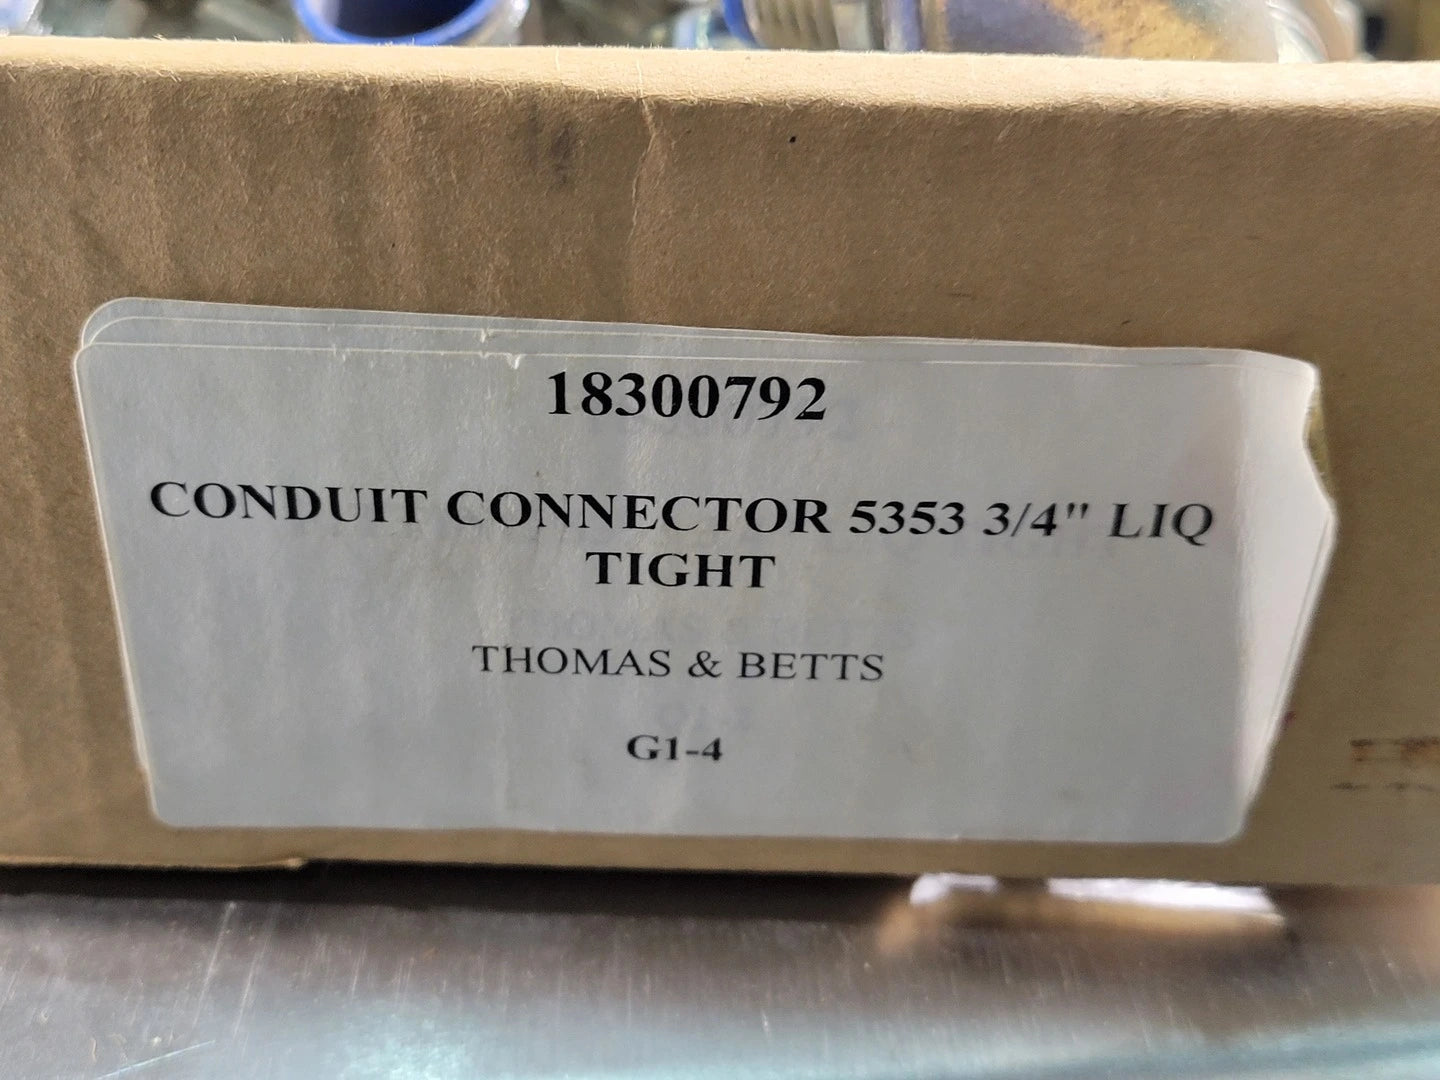 18300792
CONDUIT CONNECTOR 5353 3/4" LIQ
TIGHT
THOMAS & BETTS
G1-4